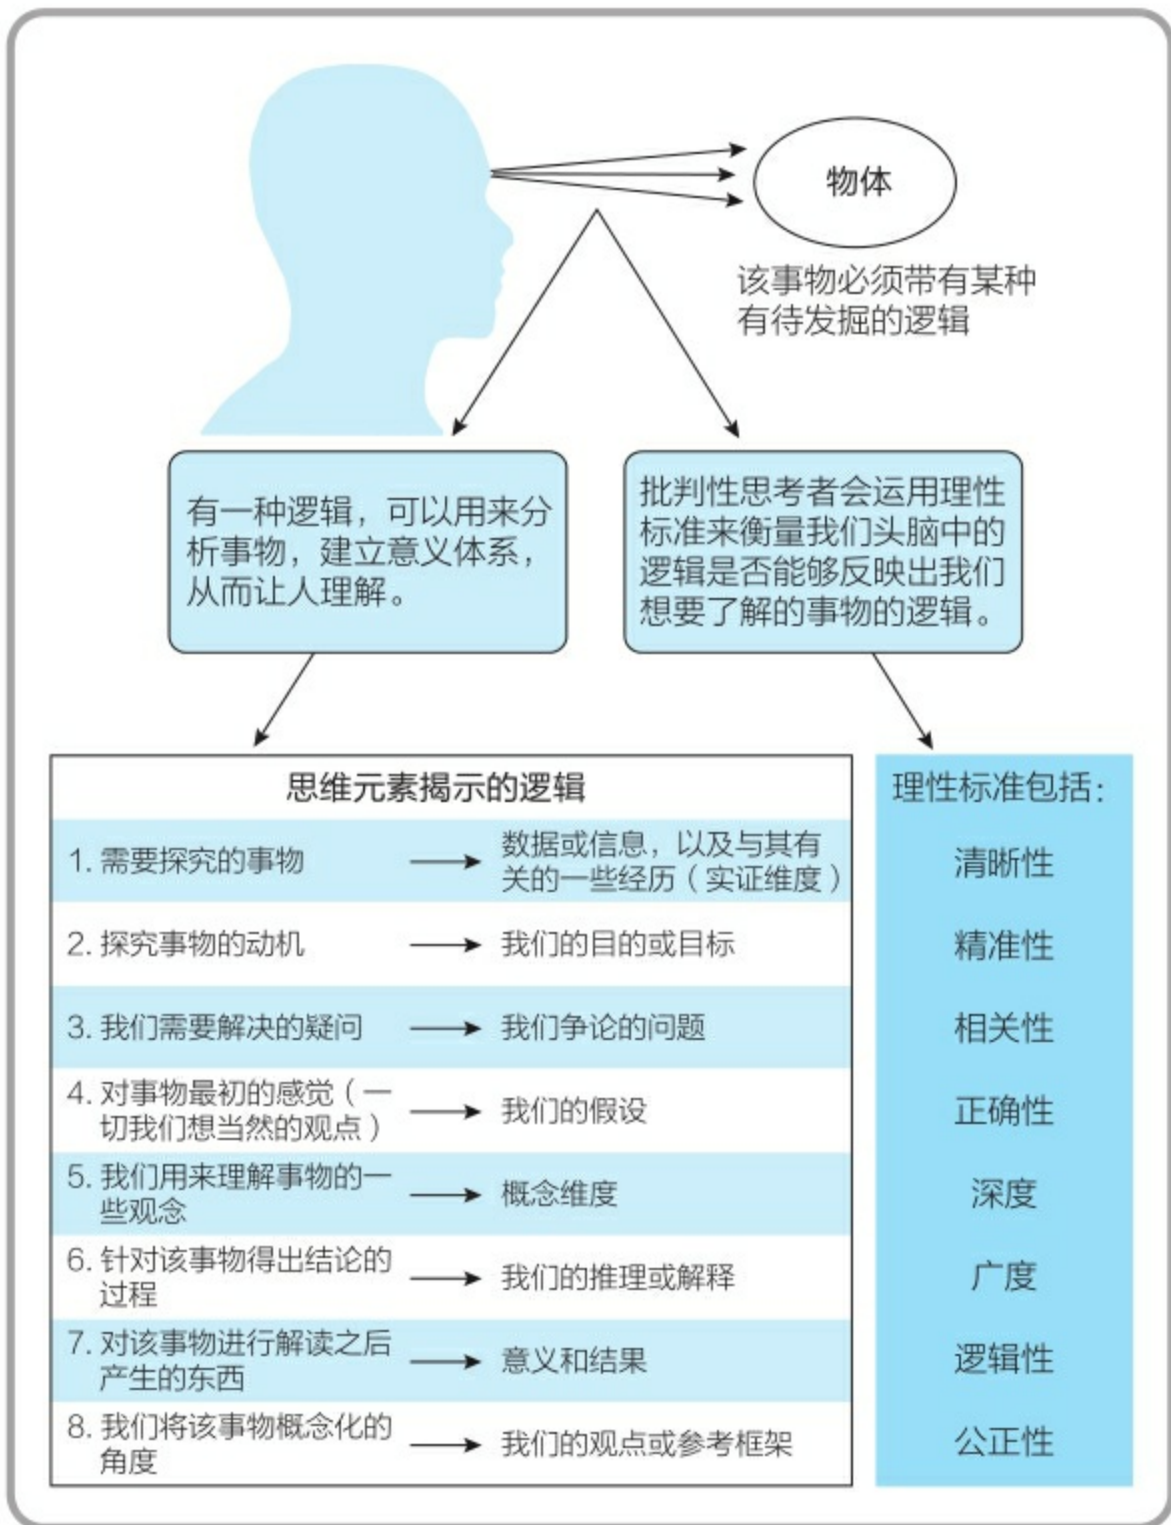 物体
该事物必须带有某种
有待发掘的逻辑
有一种逻辑，可以用来分
析事物，建立意义体系，
从而让人理解。
批判性思考者会运用理性
标准来衡量我们头脑中的
逻辑是否能够反映出我们
想要了解的事物的逻辑。
思维元素揭示的逻辑
1. 需要探究的事物
数据或信息，以及与其有
关的一些经历（实证维度）
2. 探究事物的动机
我们的目的或目标
3. 我们需要解决的疑问
我们争论的问题
4. 对事物最初的感觉（一
切我们想当然的观点）
我们的假设
5. 我们用来理解事物的一
些观念
概念维度
6. 针对该事物得出结论的
过程
我们的推理或解释
7. 对该事物进行解读之后
产生的东西
意义和结果
8. 我们将该事物概念化的
角度
我们的观点或参考框架
理性标准包括：
清晰性
精准性
相关性
正确性
深度
广度
逻辑性
公正性